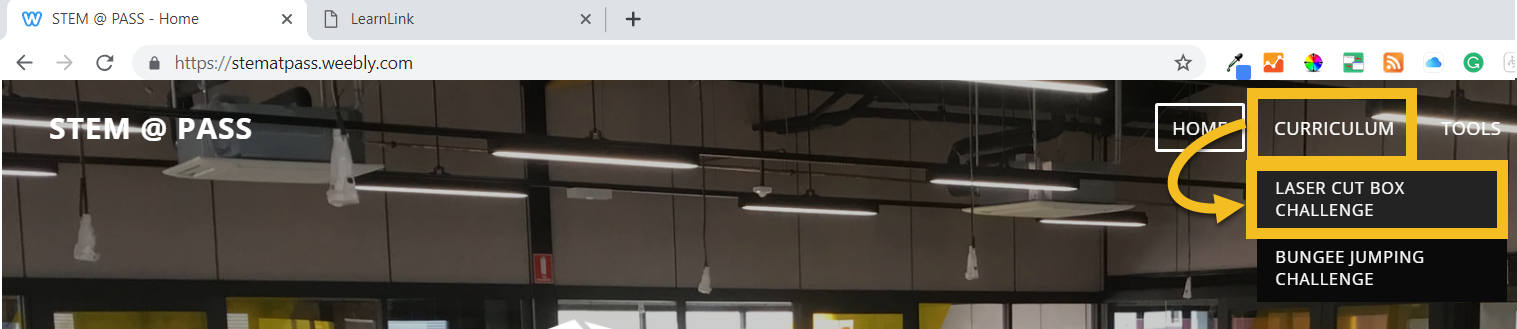 STEM @ PASS - Home
LearnLink
https://stematpass.weebly.com
STEM @ PASS
HOME
CURRICULUM
TOOLS
LASER CUT BOX
CHALLENGE
BUNGEE JUMPING
CHALLENGE